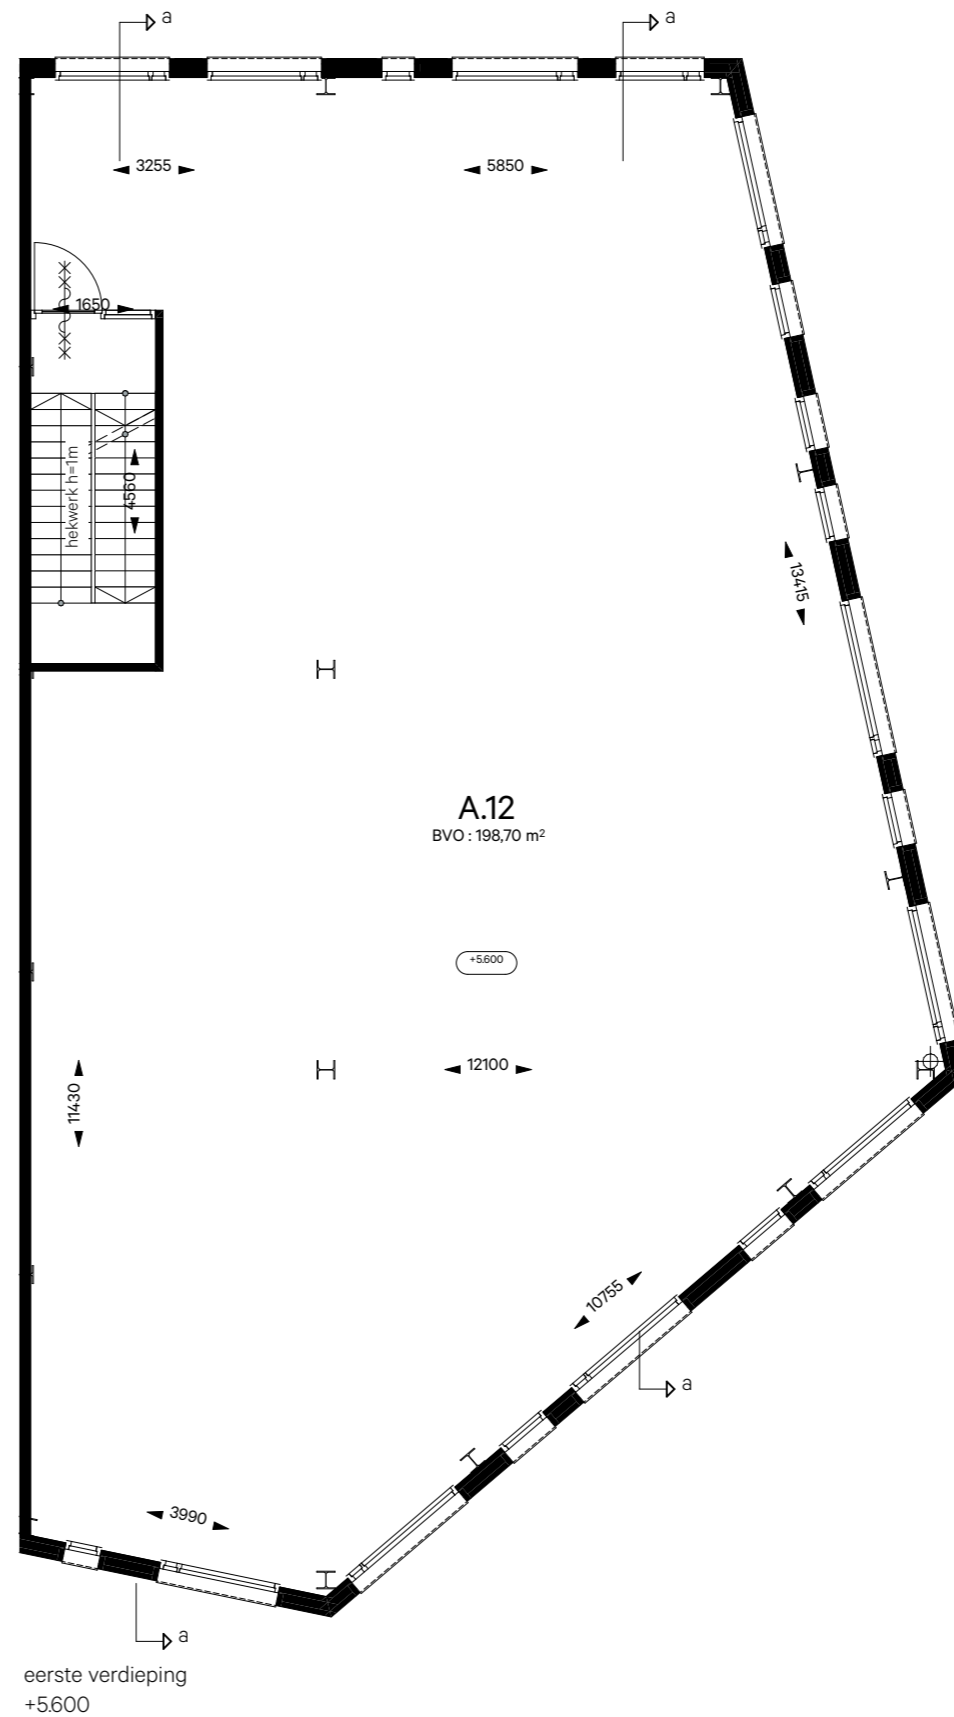 a
a
3255
5850
1650
hekwerk h=1m
4560
13415
A.12
BVO : 198,70 m²
+5.600
12100
11430
10755
a
3990
a
eerste verdieping
+5.600